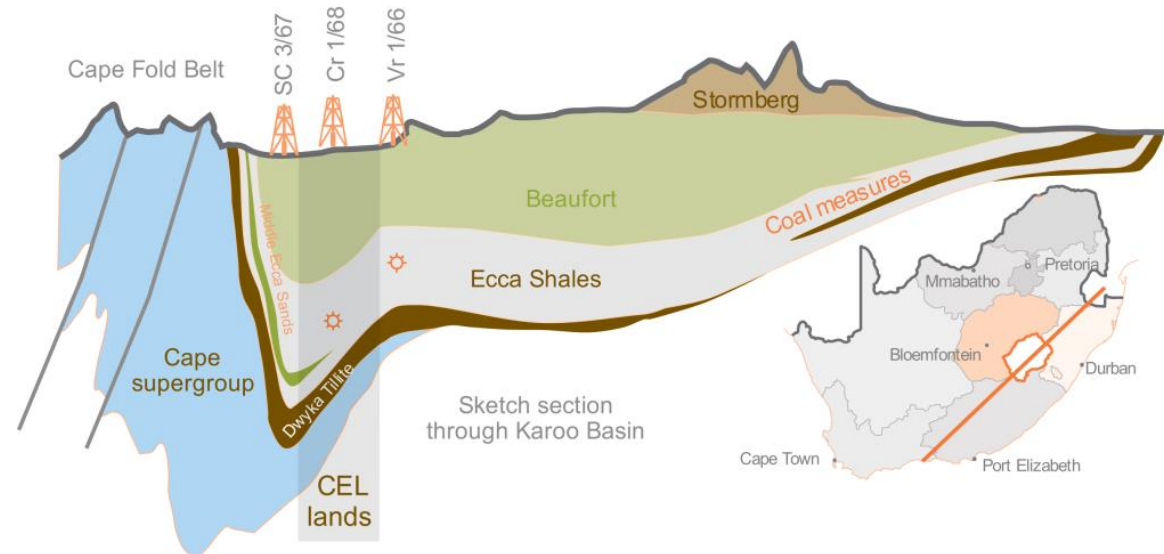 Cape Fold Belt
SC 3/67
Cr 1/68
Vr 1/66
Stormberg
Beaufort
Coal measures
Middle Ecca Sands
Ecca Shales
Cape
supergroup
Dwyka Tillite
Sketch section
through Karoo Basin
CEL
lands
Mmabatho
Pretoria
Bloemfontein
Durban
Cape Town
Port Elizabeth